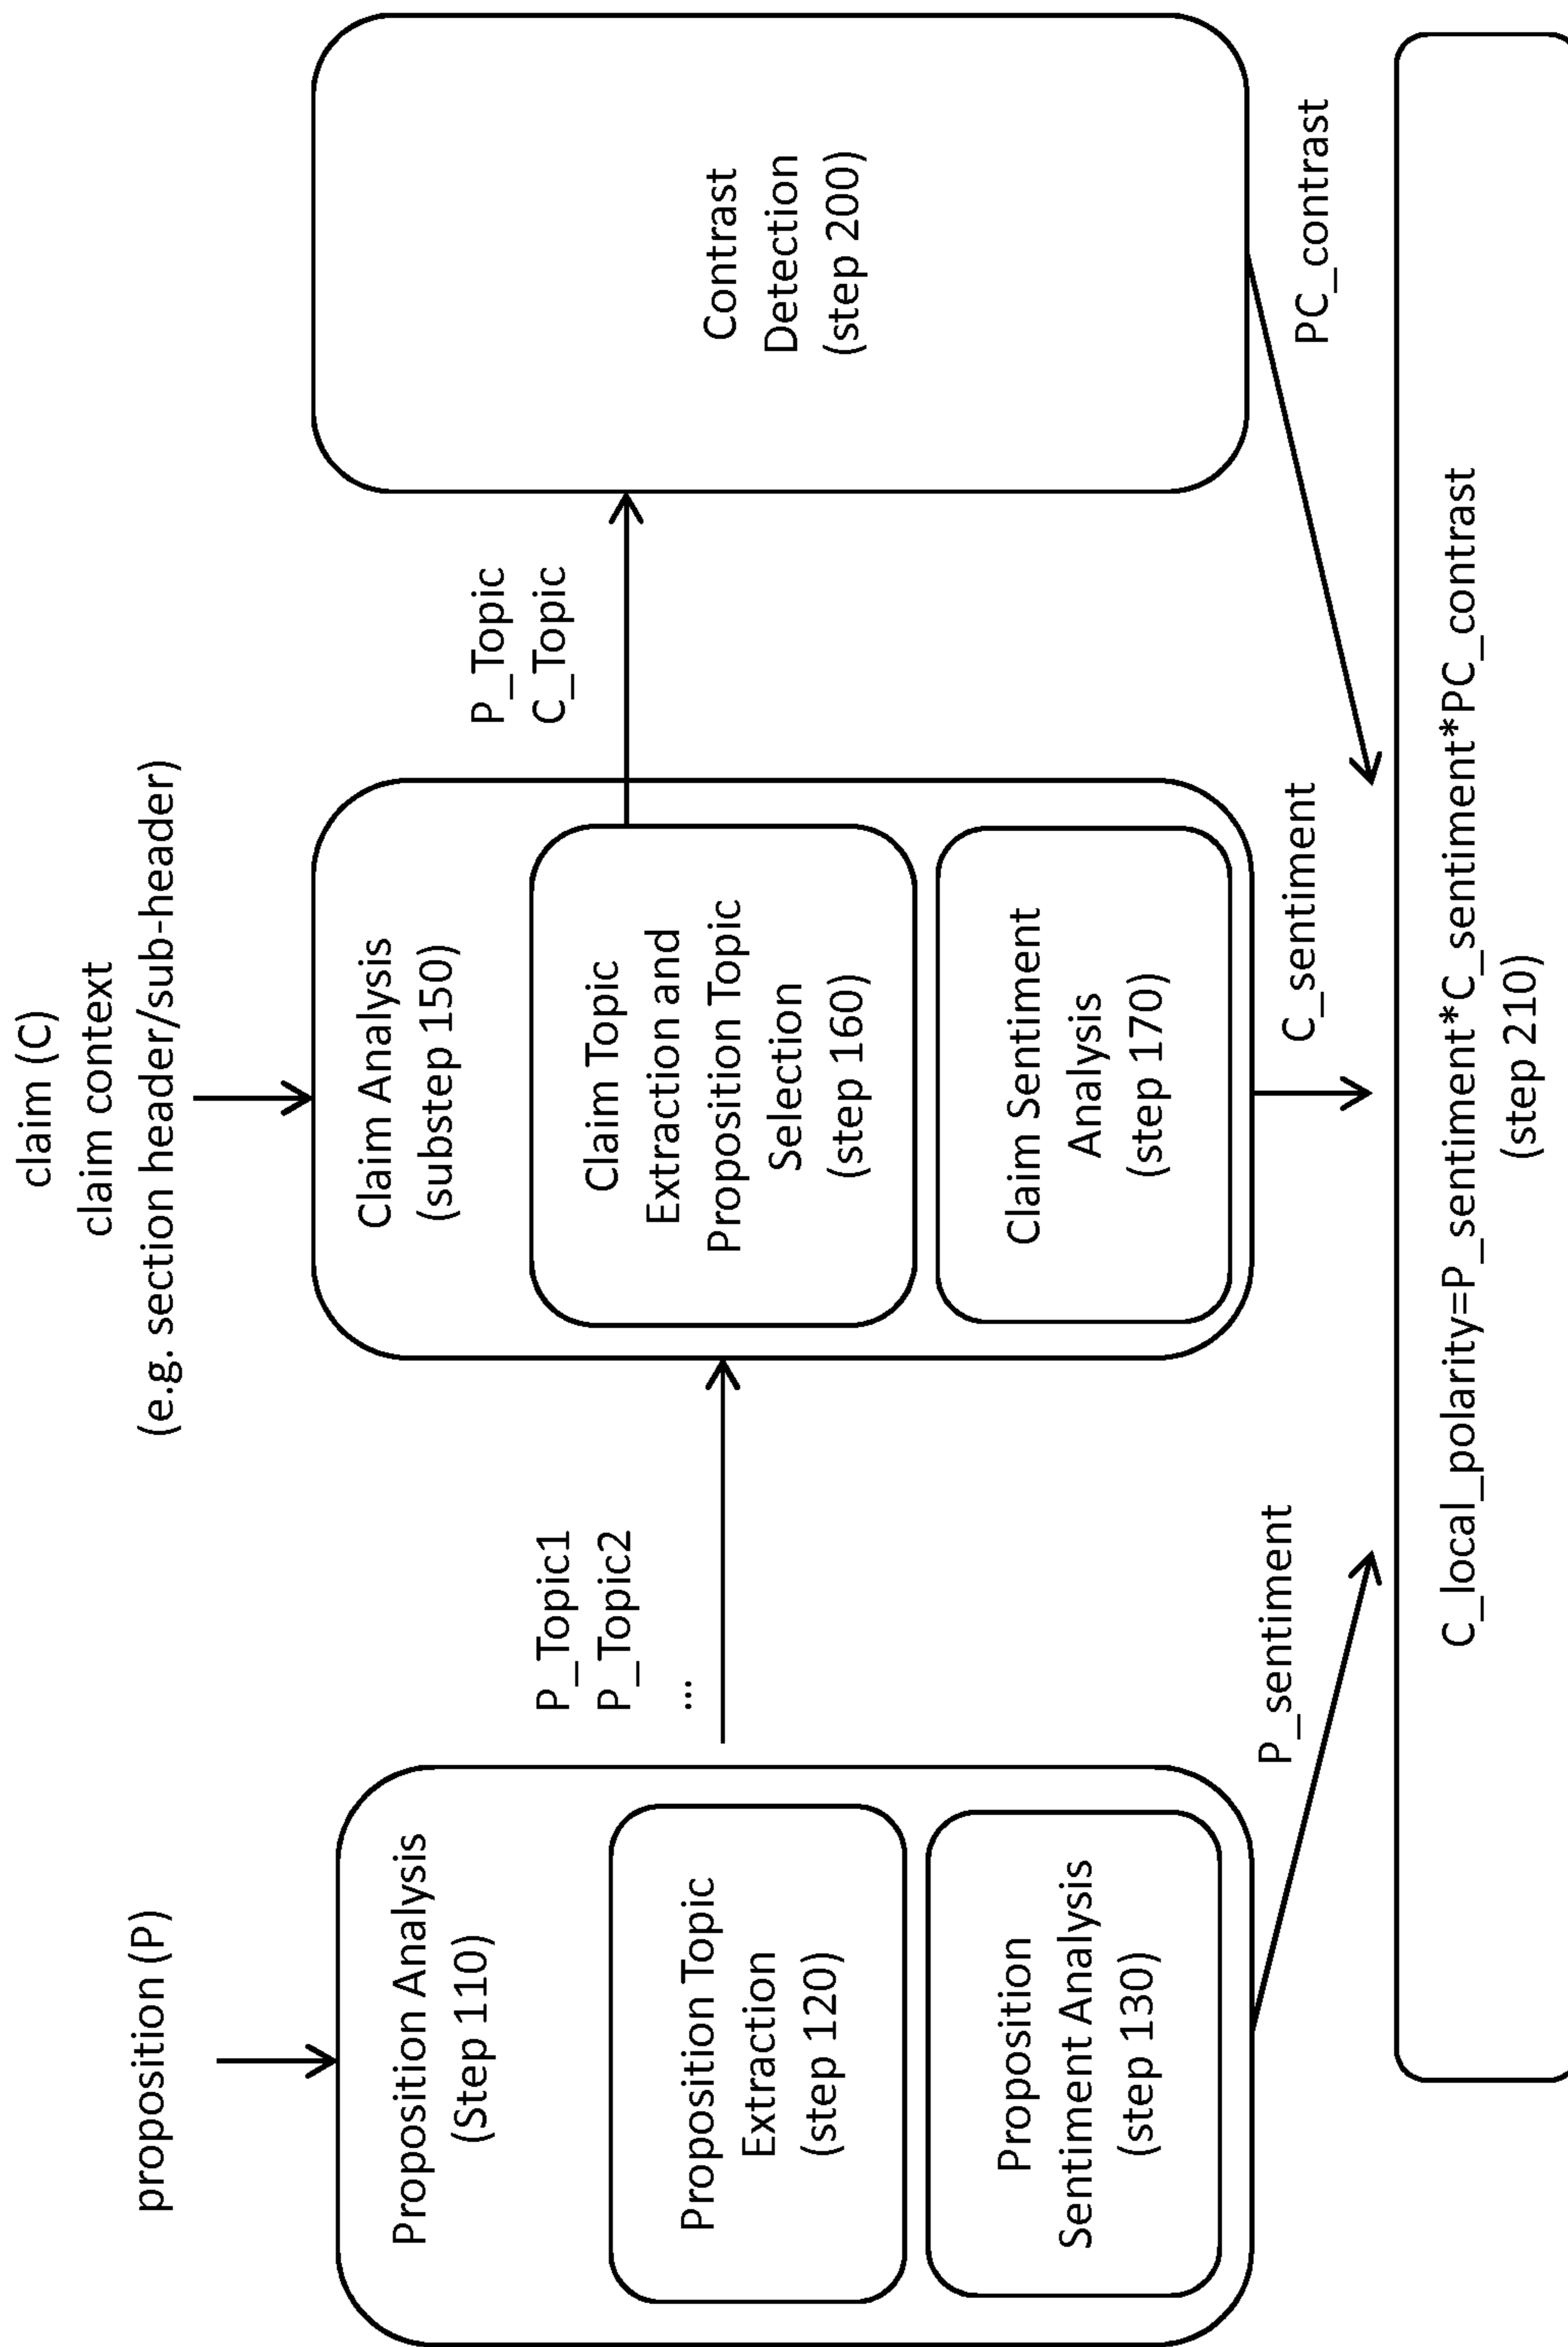 proposition (P)
Proposition Analysis
(Step 110)
Proposition Topic
Extraction
(step 120)
Proposition
Sentiment Analysis
(step 130)
P_Topic1
P_Topic2
...
P_sentiment
claim (C)
claim context
(e.g. section header/sub-header)
Claim Analysis
(substep 150)
Claim Topic
Extraction and
Proposition Topic
Selection
(step 160)
Claim Sentiment
Analysis
(step 170)
C_sentiment
P_Topic
C_Topic
Contrast
Detection
(step 200)
PC_contrast
C_local_polarity=P_sentiment*C_sentiment*PC_contrast
(step 210)